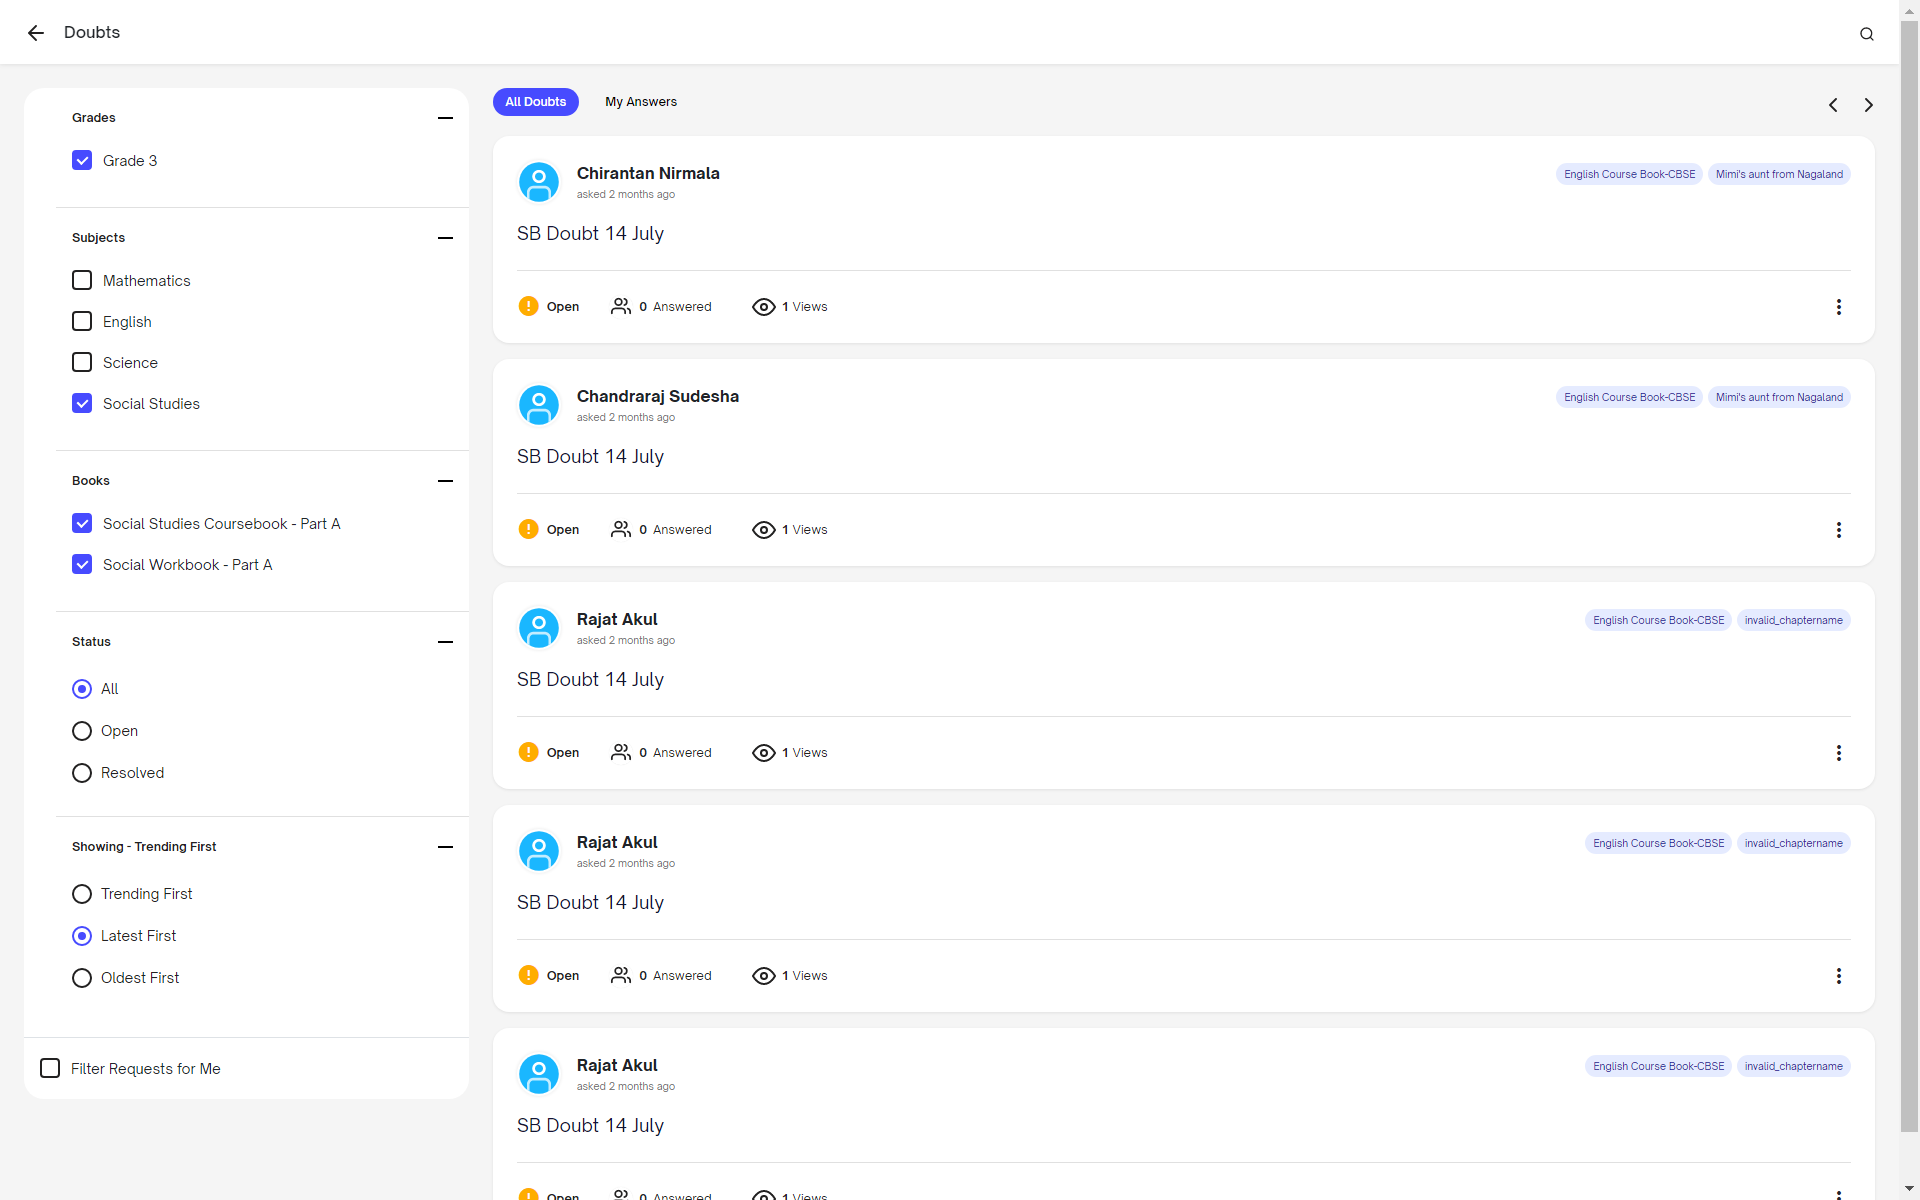 Doubts
Grades
Grade 3
Subjects
Mathematics
English
Science
Social Studies
Books
Social Studies Coursebook - Part A
Social Workbook - Part A
Status
All
Open
Resolved
Showing - Trending First
Trending First
Latest First
Oldest First
Filter Requests for Me
All Doubts My Answers
Chirantan Nirmala English Course Book-CBSE Mimi's aunt from Nagaland
asked 2 months ago
SB Doubt 14 July
Open 0 Answered 1 Views
Chandraraj Sudesha English Course Book-CBSE Mimi's aunt from Nagaland
asked 2 months ago
SB Doubt 14 July
Open 0 Answered 1 Views
Rajat Akul English Course Book-CBSE invalid_chaptername
asked 2 months ago
SB Doubt 14 July
Open 0 Answered 1 Views
Rajat Akul English Course Book-CBSE invalid_chaptername
asked 2 months ago
SB Doubt 14 July
Open 0 Answered 1 Views
Rajat Akul English Course Book-CBSE invalid_chaptername
asked 2 months ago
SB Doubt 14 July
Open 0 Answered 1 Views